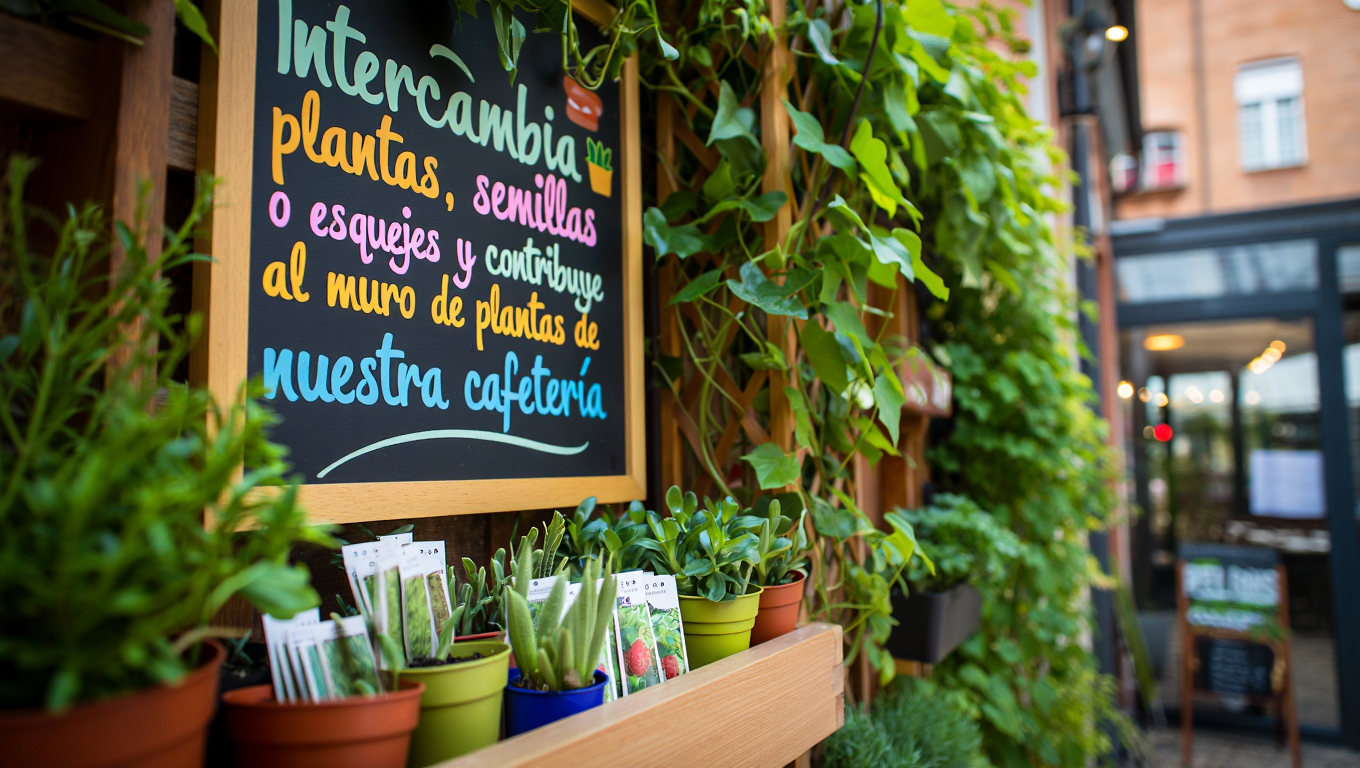 Intercambia
plantas, semillas
o esquejes y contribuye
al muro de plantas de
nuestra cafetería